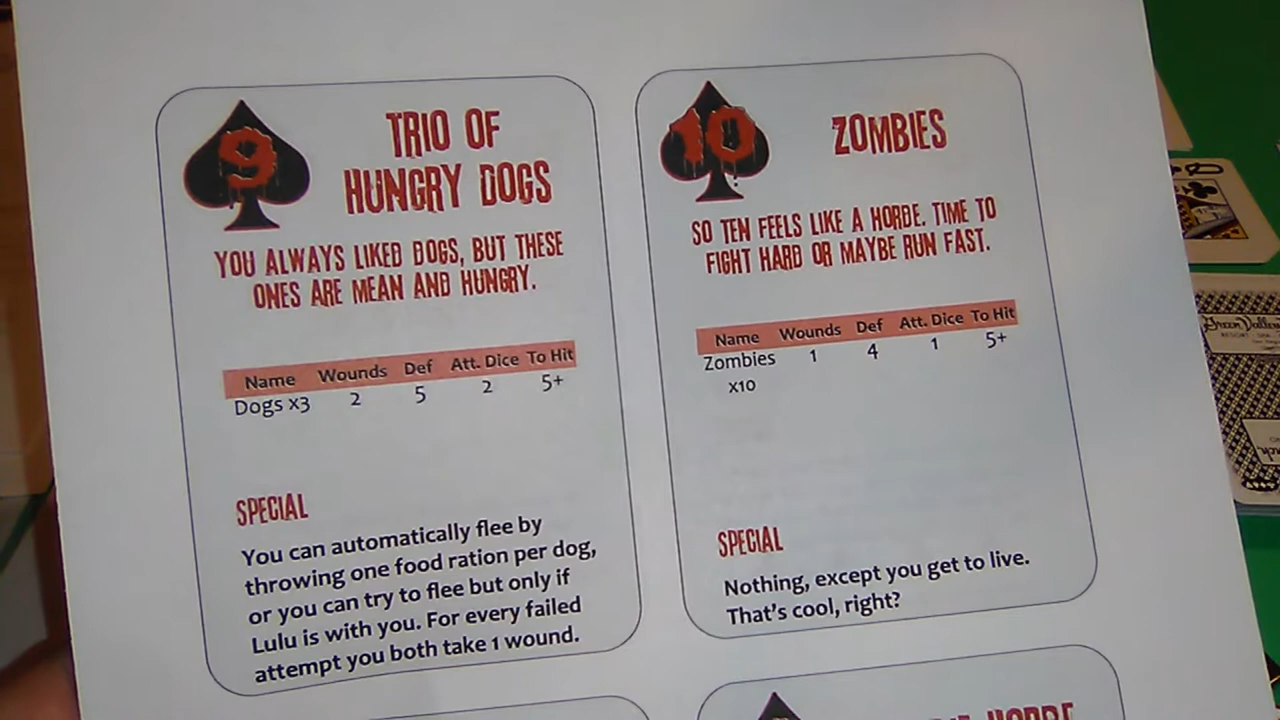 9
TRIO OF
HUNGRY DOGS
YOU ALWAYS LIKED DOGS, BUT THESE
ONES ARE MEAN AND HUNGRY.
Name Wounds Def Att. Dice To Hit
Dogs x3 2 5 2 5+
SPECIAL
You can automatically flee by
throwing one food ration per dog,
or you can try to flee but only if
Lulu is with you. For every failed
attempt you both take 1 wound.
10
ZOMBIES
SO TEN FEELS LIKE A HORDE. TIME TO
FIGHT HARD OR MAYBE RUN FAST.
Name Wounds Def Att. Dice To Hit
Zombies 1 4 1 5+
x10
SPECIAL
Nothing, except you get to live.
That's cool, right?
HORDE
Q